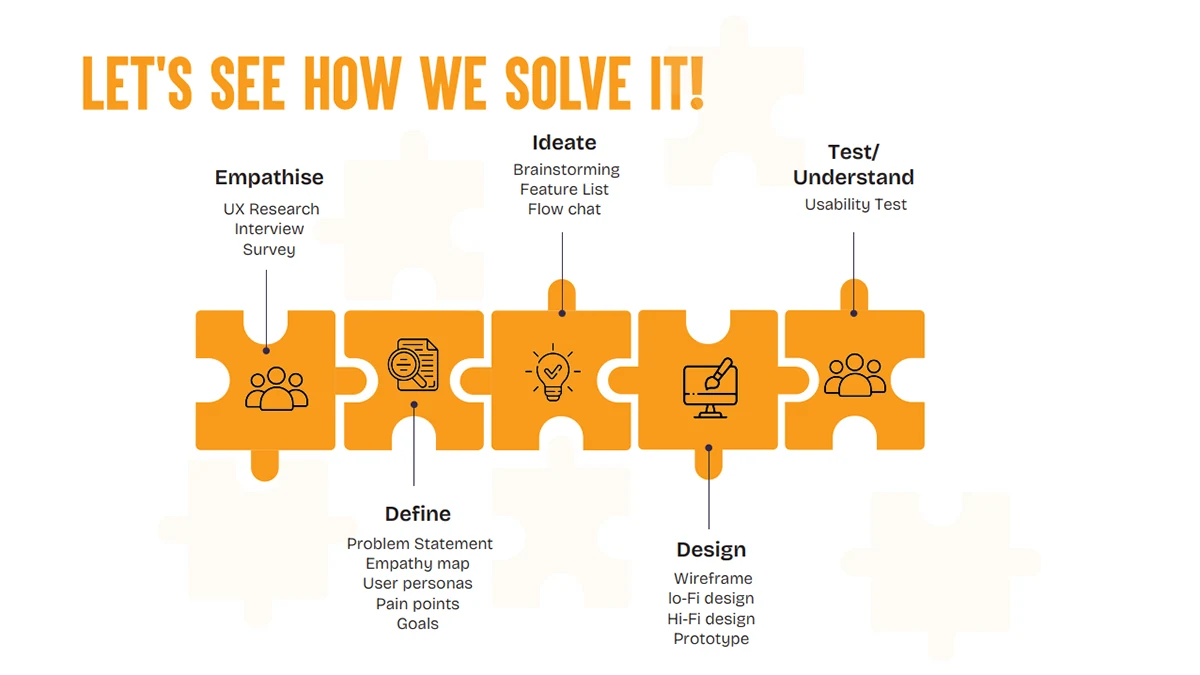 LET'S SEE HOW WE SOLVE IT!
Empathise
UX Research
Interview
Survey
Define
Problem Statement
Empathy map
User personas
Pain points
Goals
Ideate
Brainstorming
Feature List
Flow chat
Design
Wireframe
lo-Fi design
Hi-Fi design
Prototype
Test/
Understand
Usability Test